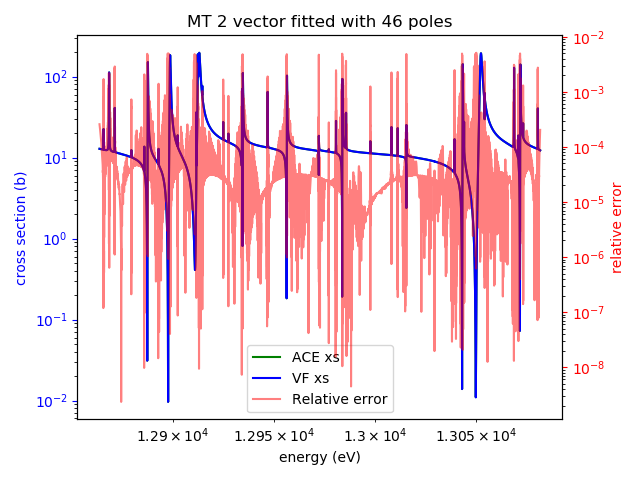 MT 2 vector fitted with 46 poles
cross section (b)
10²
10¹
10⁰
10⁻¹
10⁻²
10⁻²
10⁻³
10⁻⁴
10⁻⁵
10⁻⁶
10⁻⁷
10⁻⁸
relative error
ACE xs
VF xs
Relative error
1.29 × 10⁴ 1.295 × 10⁴ 1.3 × 10⁴ 1.305 × 10⁴
energy (eV)